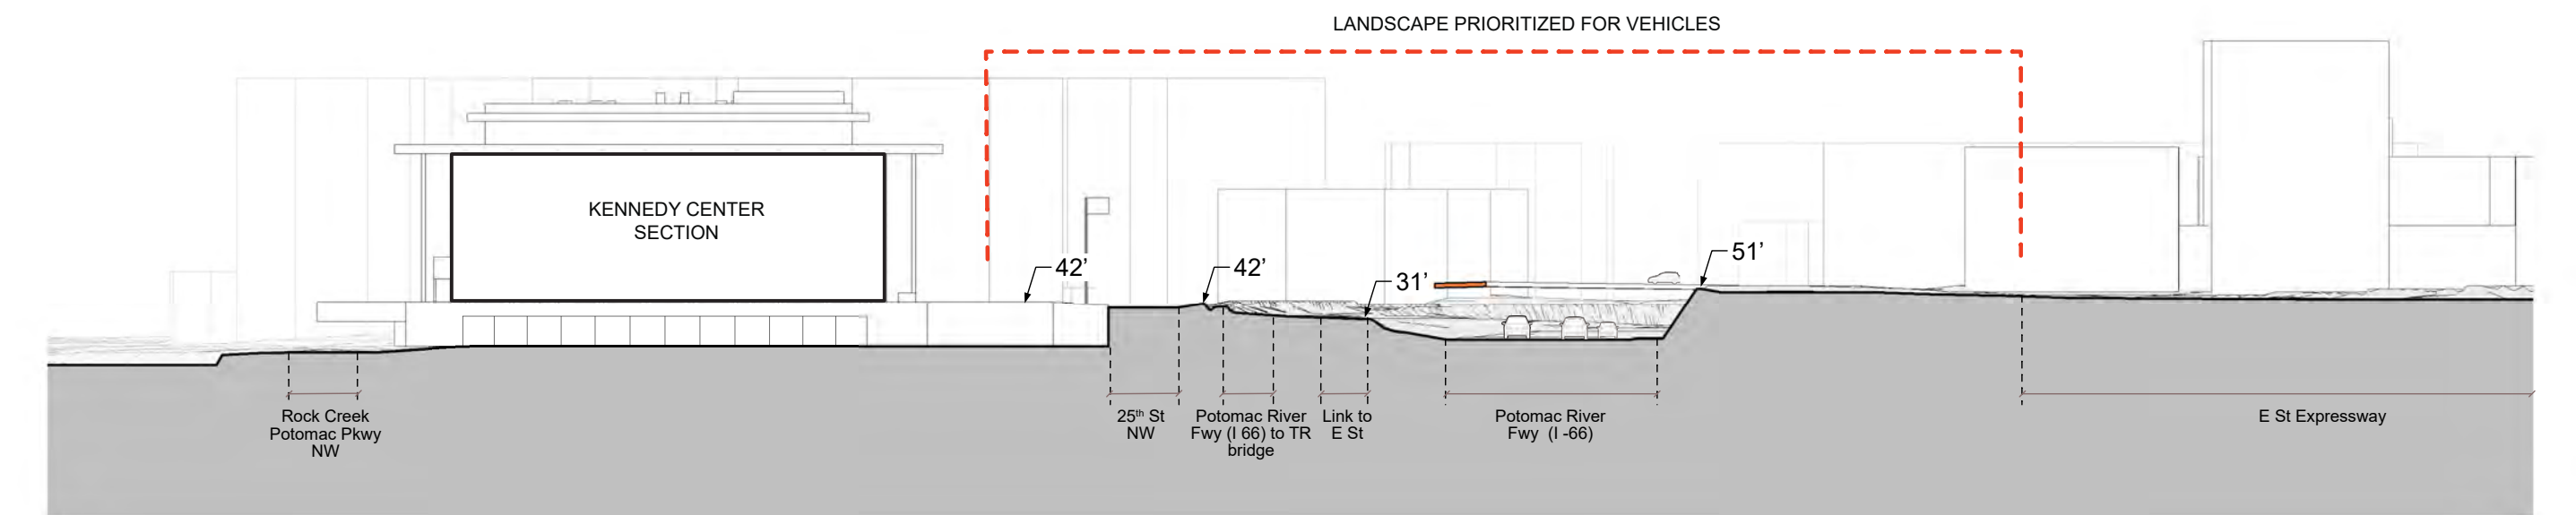 LANDSCAPE PRIORITIZED FOR VEHICLES
KENNEDY CENTER
SECTION
42’
42’
31’
51’
Rock Creek
Potomac Pkwy
NW
25th St
NW
Potomac River
Fwy (I 66) to TR
bridge
Link to
E St
Potomac River
Fwy (I -66)
E St Expressway